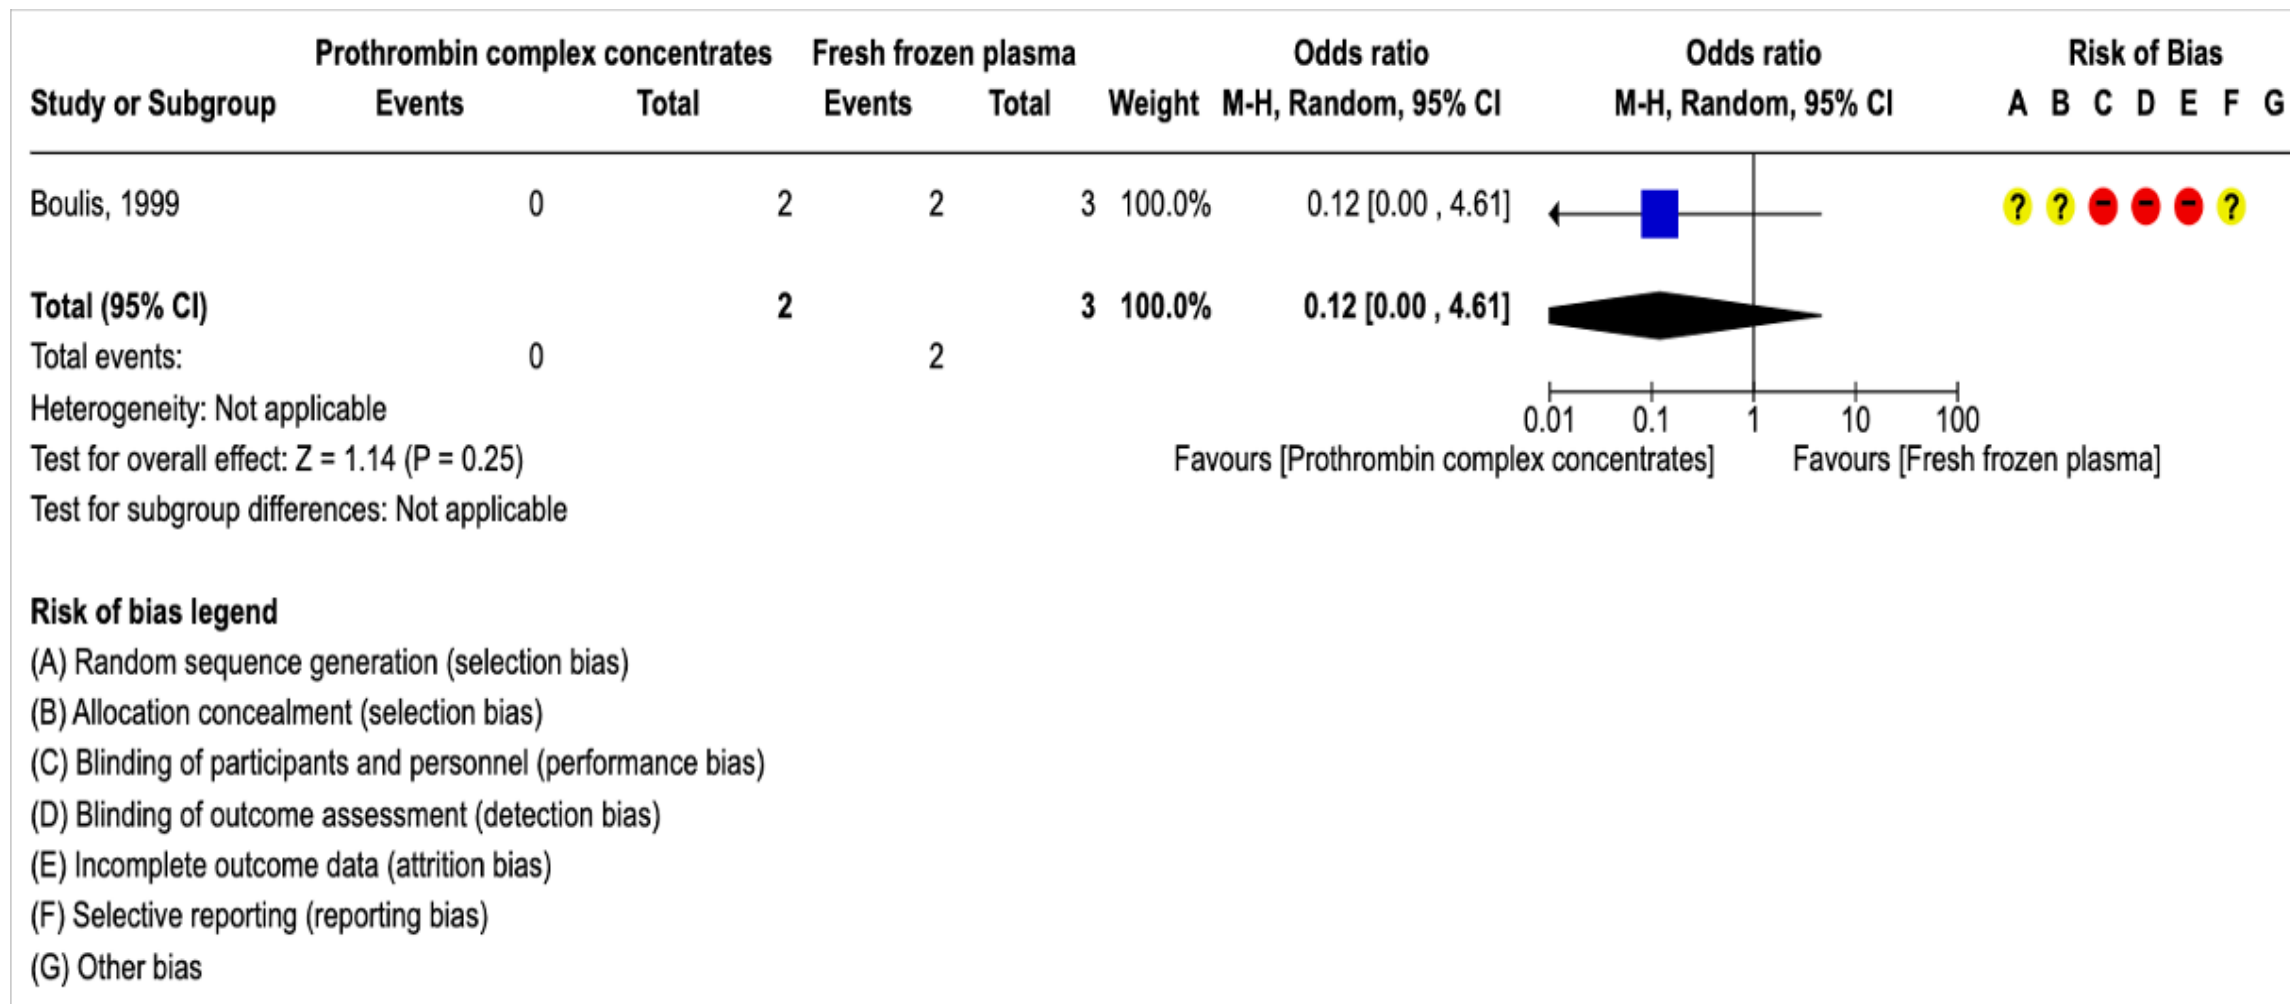 Prothrombin complex concentrates Fresh frozen plasma Odds ratio Odds ratio Risk of Bias
Study or Subgroup Events Total Events Total Weight M-H, Random, 95% CI M-H, Random, 95% CI A B C D E F G
Boulis, 1999 0 2 2 3 100.0% 0.12 [0.00 , 4.61] ? ? - - - ?
Total (95% CI) 2 3 100.0% 0.12 [0.00 , 4.61]
Total events: 0 2
Heterogeneity: Not applicable
0.01 0.1 1 10 100
Test for overall effect: Z = 1.14 (P = 0.25) Favours [Prothrombin complex concentrates] Favours [Fresh frozen plasma]
Test for subgroup differences: Not applicable
Risk of bias legend
(A) Random sequence generation (selection bias)
(B) Allocation concealment (selection bias)
(C) Blinding of participants and personnel (performance bias)
(D) Blinding of outcome assessment (detection bias)
(E) Incomplete outcome data (attrition bias)
(F) Selective reporting (reporting bias)
(G) Other bias